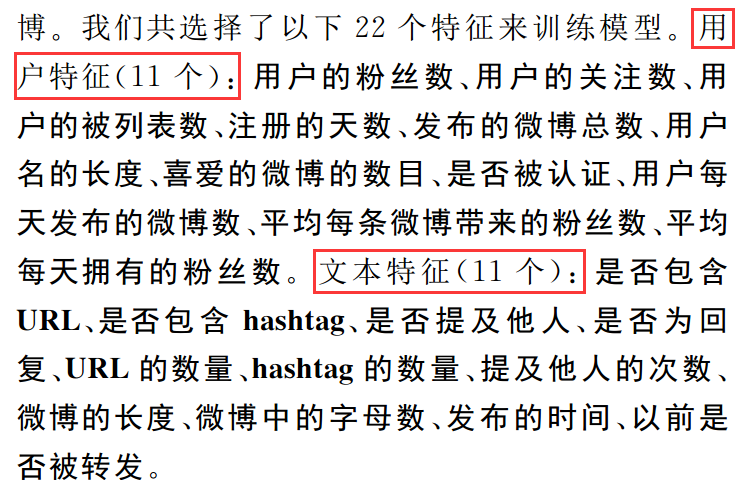 博。我们共选择了以下 22 个特征来训练模型。用
户特征(11 个):用户的粉丝数、用户的关注数、用
户的被列表数、注册的天数、发布的微博总数、用户
名的长度、喜爱的微博的数目、是否被认证、用户每
天发布的微博数、平均每条微博带来的粉丝数、平均
每天拥有的粉丝数。文本特征(11 个):是否包含
URL、是否包含 hashtag、是否提及他人、是否为回
复、URL 的数量、hashtag 的数量、提及他人的次数、
微博的长度、微博中的字母数、发布的时间、以前是
否被转发。